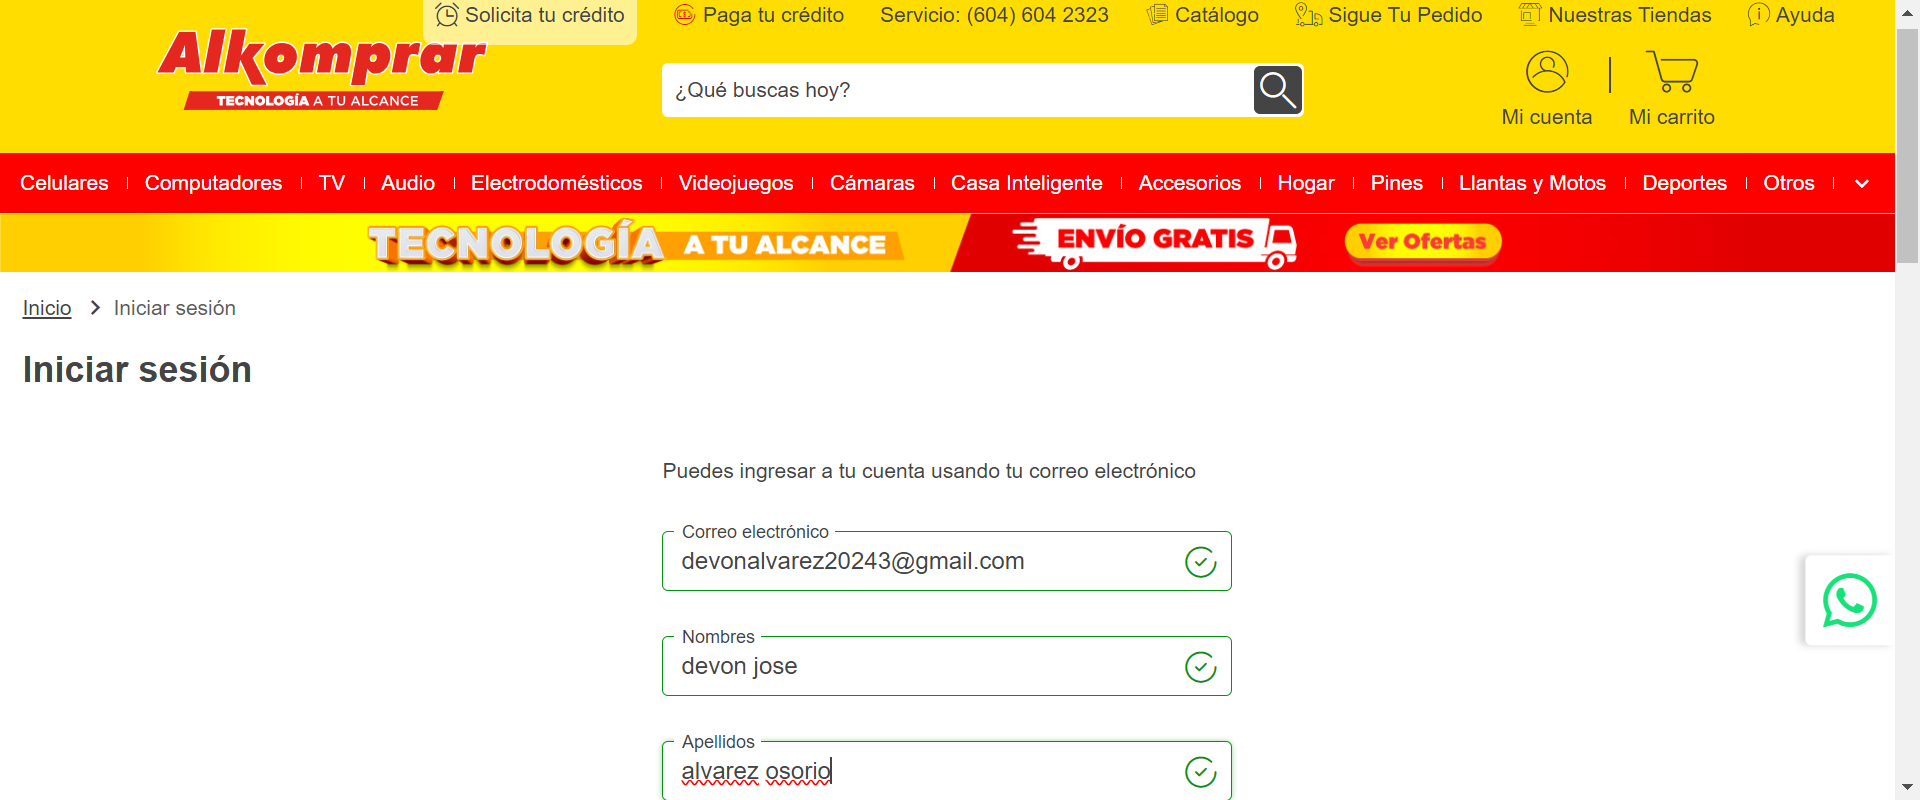 Solicita tu crédito
Paga tu crédito
Servicio: (604) 604 2323
Catálogo
Sigue Tu Pedido
Nuestras Tiendas
Ayuda
Alkomprar
TECNOLOGÍA A TU ALCANCE
¿Qué buscas hoy?
Mi cuenta
Mi carrito
Celulares
Computadores
TV
Audio
Electrodomésticos
Videojuegos
Cámaras
Casa Inteligente
Accesorios
Hogar
Pines
Llantas y Motos
Deportes
Otros
TECNOLOGÍA A TU ALCANCE
ENVÍO GRATIS
Ver Ofertas
Inicio > Iniciar sesión
Iniciar sesión
Puedes ingresar a tu cuenta usando tu correo electrónico
Correo electrónico
devonalvarez20243@gmail.com
Nombres
devon jose
Apellidos
alvarez osorio